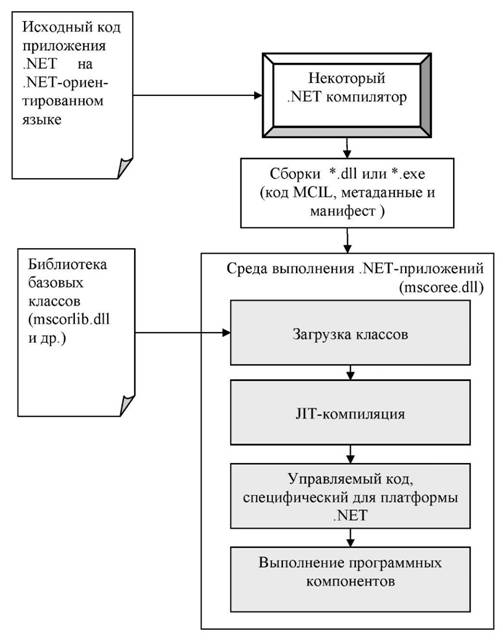 Исходный код
приложения
.NET на
.NET-ориен-
тированном
языке
Некоторый
.NET компилятор
Сборки *.dll или *.exe
(код MCIL, метаданные и
манифест )
Среда выполнения .NET-приложений
(mscoree.dll)
Библиотека
базовых
классов
(mscorlib.dll
и др.)
Загрузка классов
JIT-компиляция
Управляемый код,
специфический для платформы
.NET
Выполнение программных
компонентов